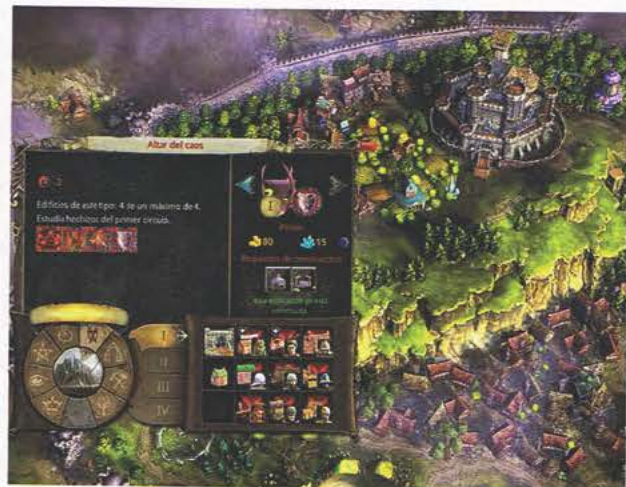 Altar del caos
Edificios de este tipo: 4 de un máximo de 4.
Estudia hechizos del primer círculo.
I
80
15
Requisitos de construcción
I
II
III
IV